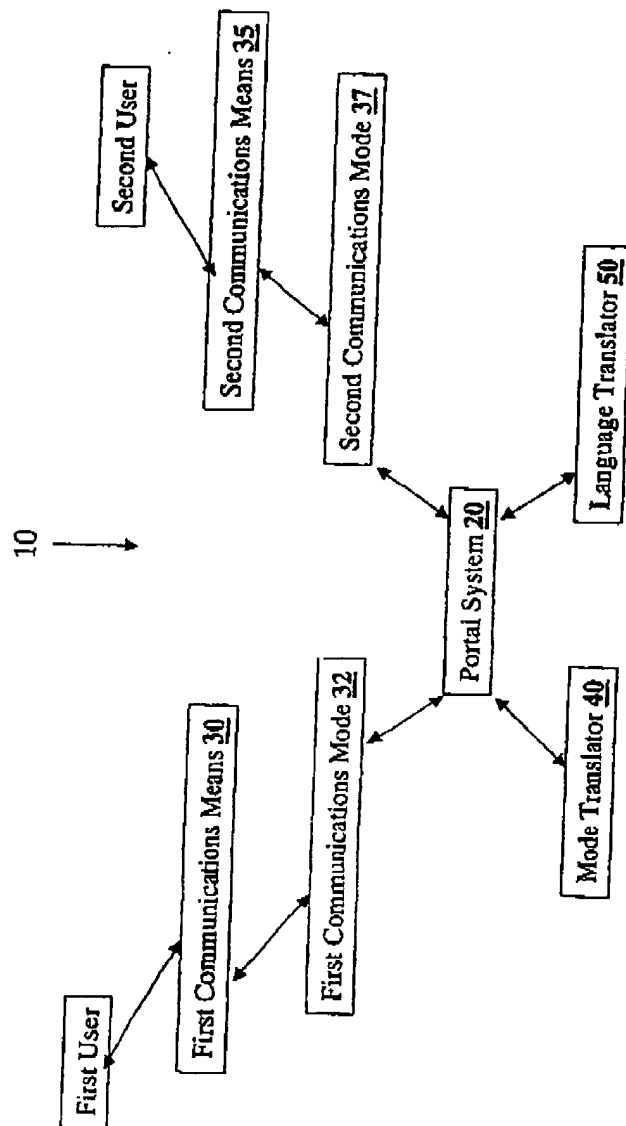 10
First User
Second User
First Communications Means 30
Second Communications Means 35
First Communications Mode 32
Second Communications Mode 37
Portal System 20
Mode Translator 40
Language Translator 50